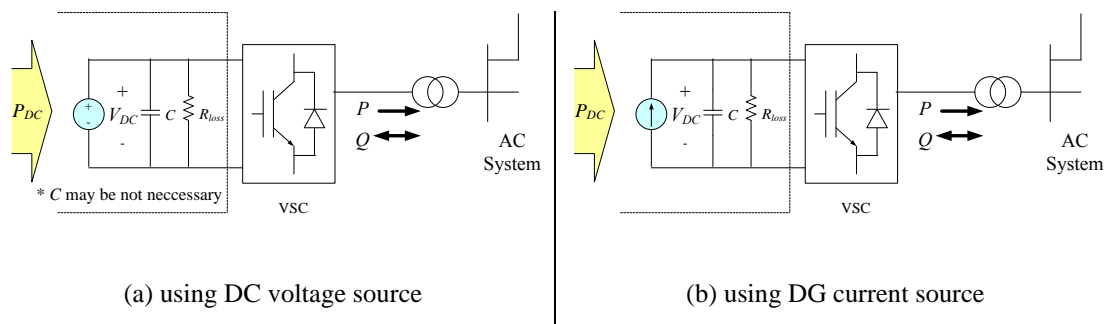 P_DC
+
-
+
V_DC
-
C
R_loss
* C may be not neccessary
VSC
P
Q
AC
System
(a) using DC voltage source
P_DC
+
V_DC
-
C
R_loss
VSC
P
Q
AC
System
(b) using DG current source